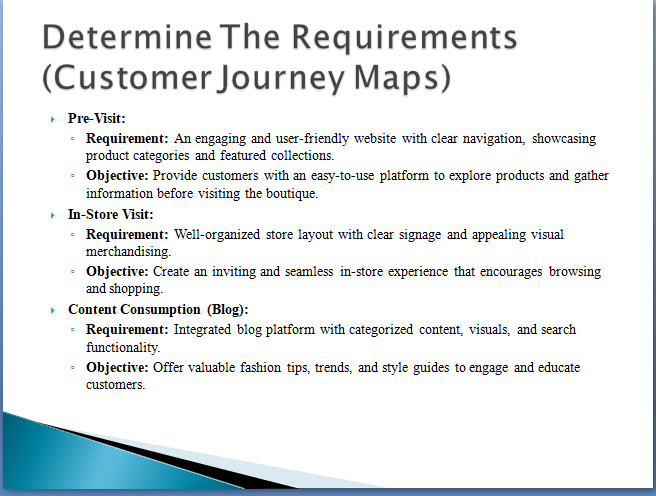 Determine The Requirements
(Customer Journey Maps)
Pre-Visit:
Requirement: An engaging and user-friendly website with clear navigation, showcasing
product categories and featured collections.
Objective: Provide customers with an easy-to-use platform to explore products and gather
information before visiting the boutique.
In-Store Visit:
Requirement: Well-organized store layout with clear signage and appealing visual
merchandising.
Objective: Create an inviting and seamless in-store experience that encourages browsing
and shopping.
Content Consumption (Blog):
Requirement: Integrated blog platform with categorized content, visuals, and search
functionality.
Objective: Offer valuable fashion tips, trends, and style guides to engage and educate
customers.